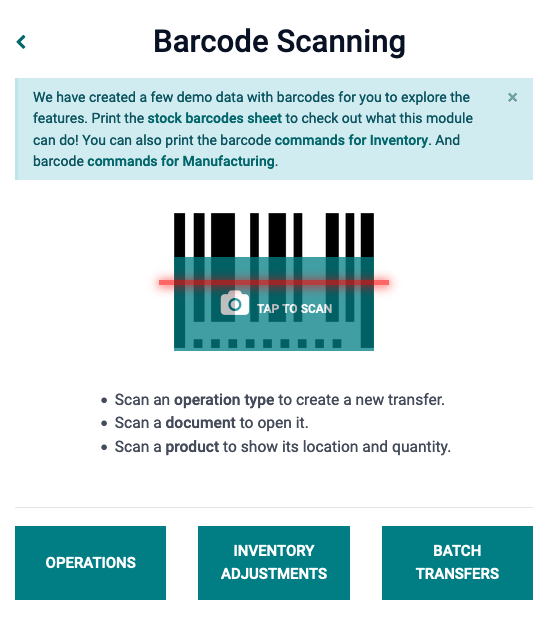 Barcode Scanning
We have created a few demo data with barcodes for you to explore the
features. Print the stock barcodes sheet to check out what this module
can do! You can also print the barcode commands for Inventory. And
barcode commands for Manufacturing.
TAP TO SCAN
• Scan an operation type to create a new transfer.
• Scan a document to open it.
• Scan a product to show its location and quantity.
OPERATIONS
INVENTORY
ADJUSTMENTS
BATCH
TRANSFERS